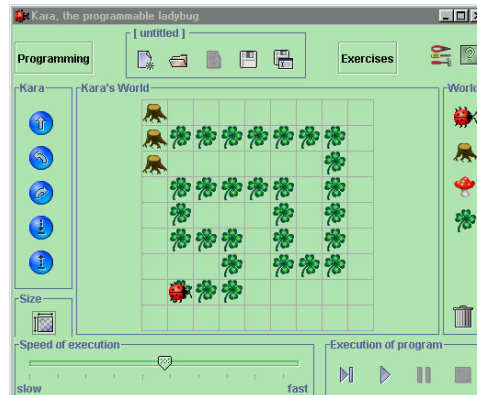 Kara, the programmable ladybug
[ untitled ]
Programming
Exercises
Kara
Kara's World
World
Size
Speed of execution
slow
fast
Execution of program